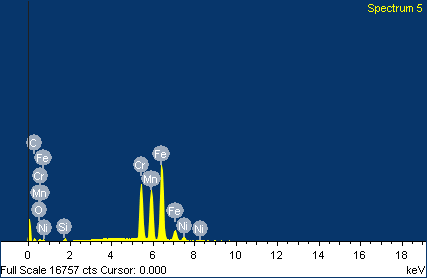 Spectrum 5
C
Fe
Cr
Mn
O
Ni
Si
Cr
Mn
Fe
Fe
Ni
Ni
0 2 4 6 8 10 12 14 16 18
Full Scale 16757 cts Cursor: 0.000 keV